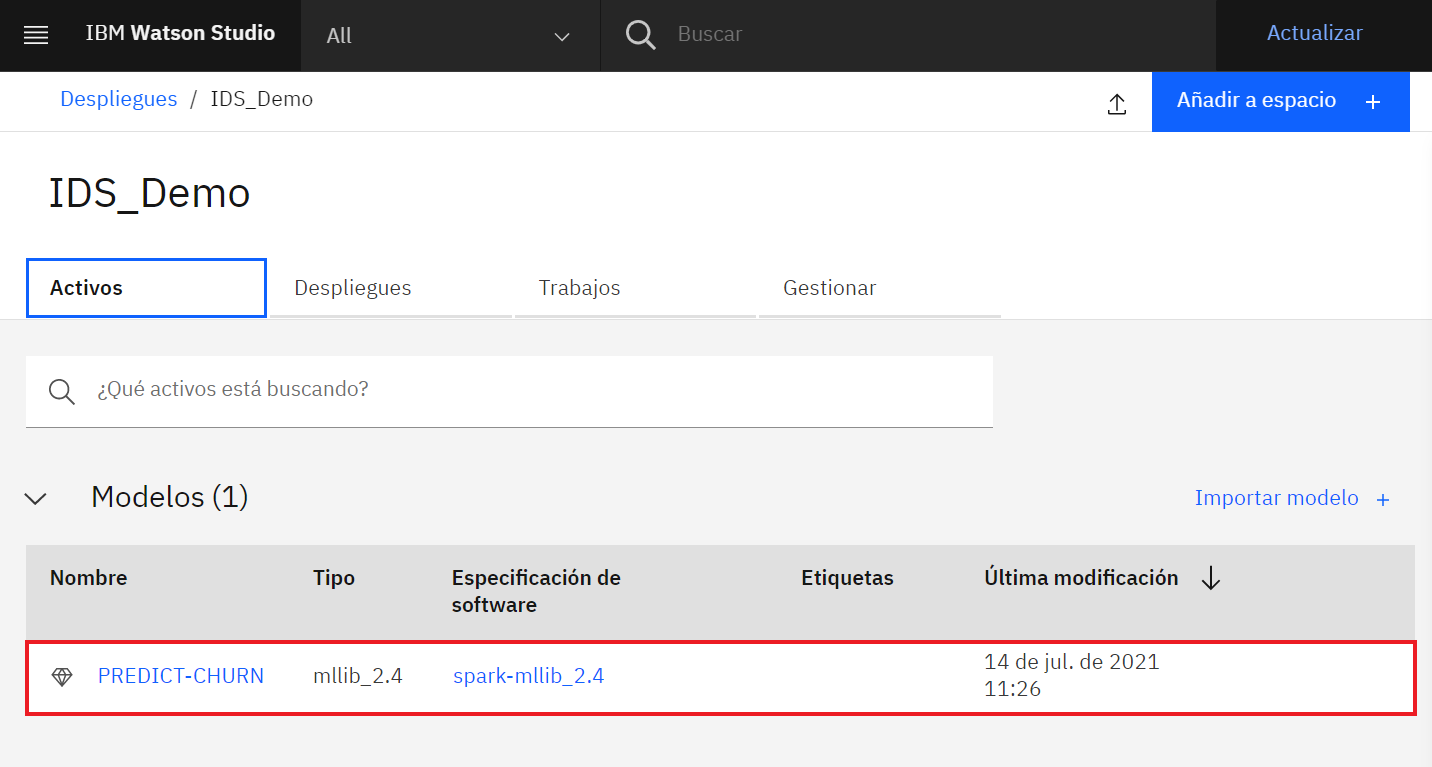 IBM Watson Studio
All
Buscar
Actualizar
Despliegues / IDS_Demo
Añadir a espacio +
IDS_Demo
Activos
Despliegues
Trabajos
Gestionar
¿Qué activos está buscando?
Modelos (1)
Importar modelo +
Nombre
Tipo
Especificación de
software
Etiquetas
Última modificación
PREDICT-CHURN
mllib_2.4
spark-mllib_2.4
14 de jul. de 2021
11:26